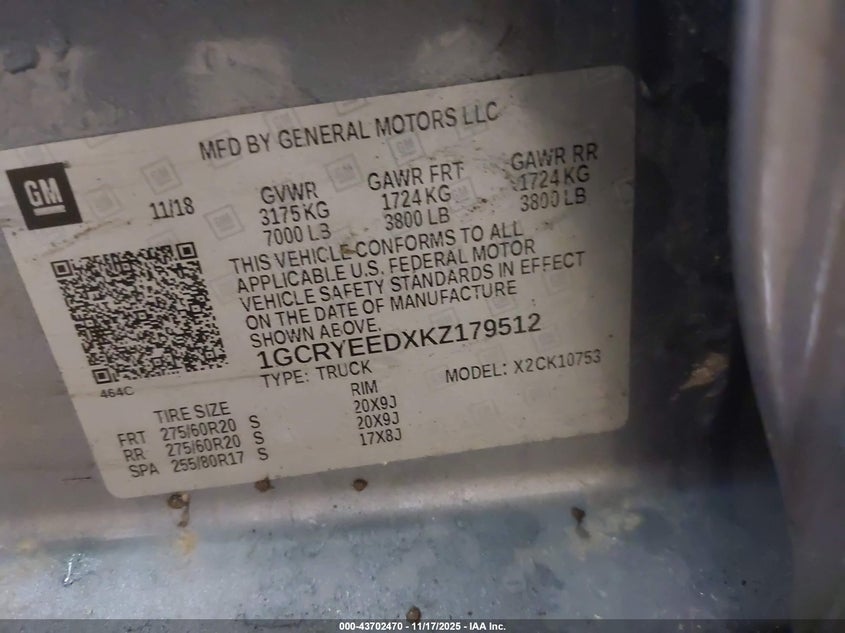 MFD BY GENERAL MOTORS LLC
GM
11/18
GVWR GAWR FRT GAWR RR
3175 KG 1724 KG 1724 KG
7000 LB 3800 LB 3800 LB
THIS VEHICLE CONFORMS TO ALL
APPLICABLE U.S. FEDERAL MOTOR
VEHICLE SAFETY STANDARDS IN EFFECT
ON THE DATE OF MANUFACTURE
SHOWN ABOVE.
1GCRYEEDXKZ179512
TYPE: TRUCK MODEL: X2CK10753
464C
TIRE SIZE RIM
FRT 275/60R20 S 20X9J
RR 275/60R20 S 20X9J
SPA 255/80R17 S 17X8J
000-43702470 - 11/17/2025 - IAA Inc.